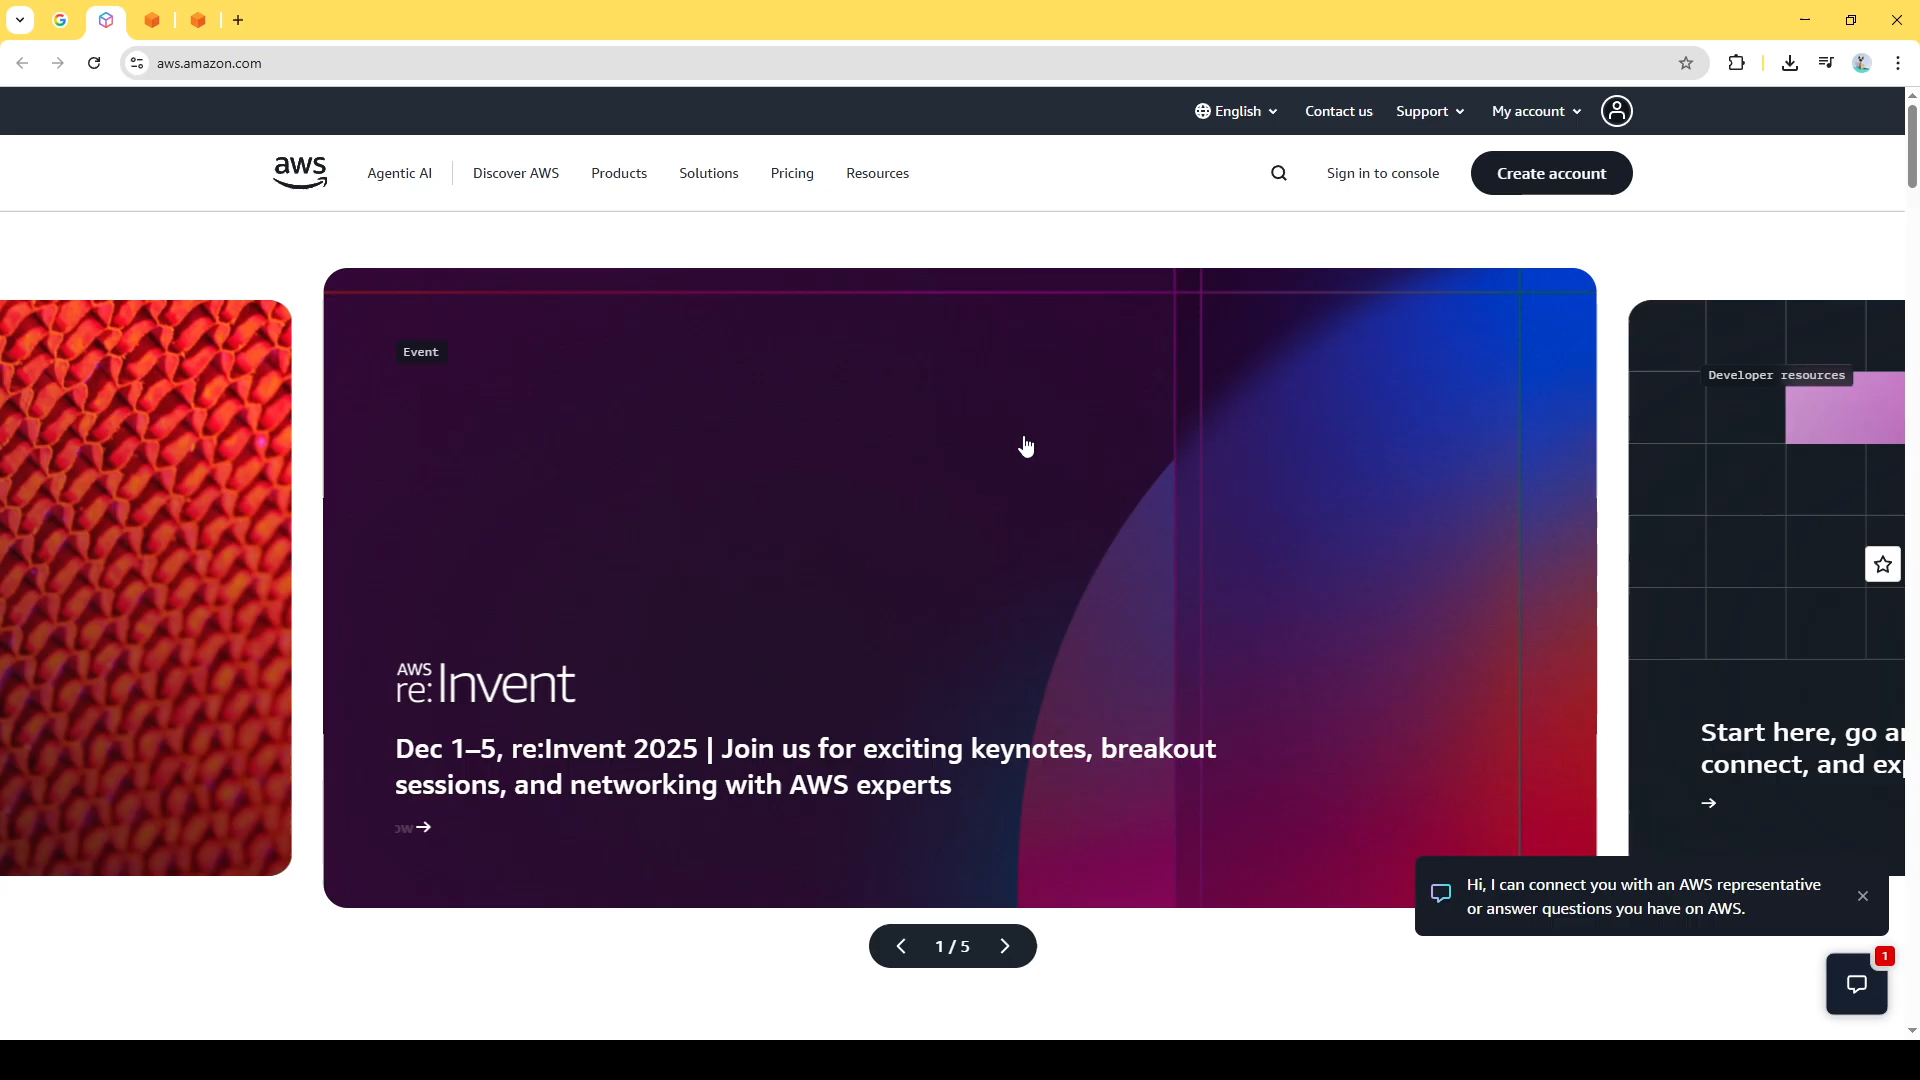 aws.amazon.com
English
Contact us
Support
My account
aws
Agentic AI
Discover AWS
Products
Solutions
Pricing
Resources
Sign in to console
Create account
Event
AWS
re:Invent
Dec 1–5, re:Invent 2025 | Join us for exciting keynotes, breakout
sessions, and networking with AWS experts
Developer resources
Start here, go
connect, and
Hi, I can connect you with an AWS representative
or answer questions you have on AWS.
1 / 5
1